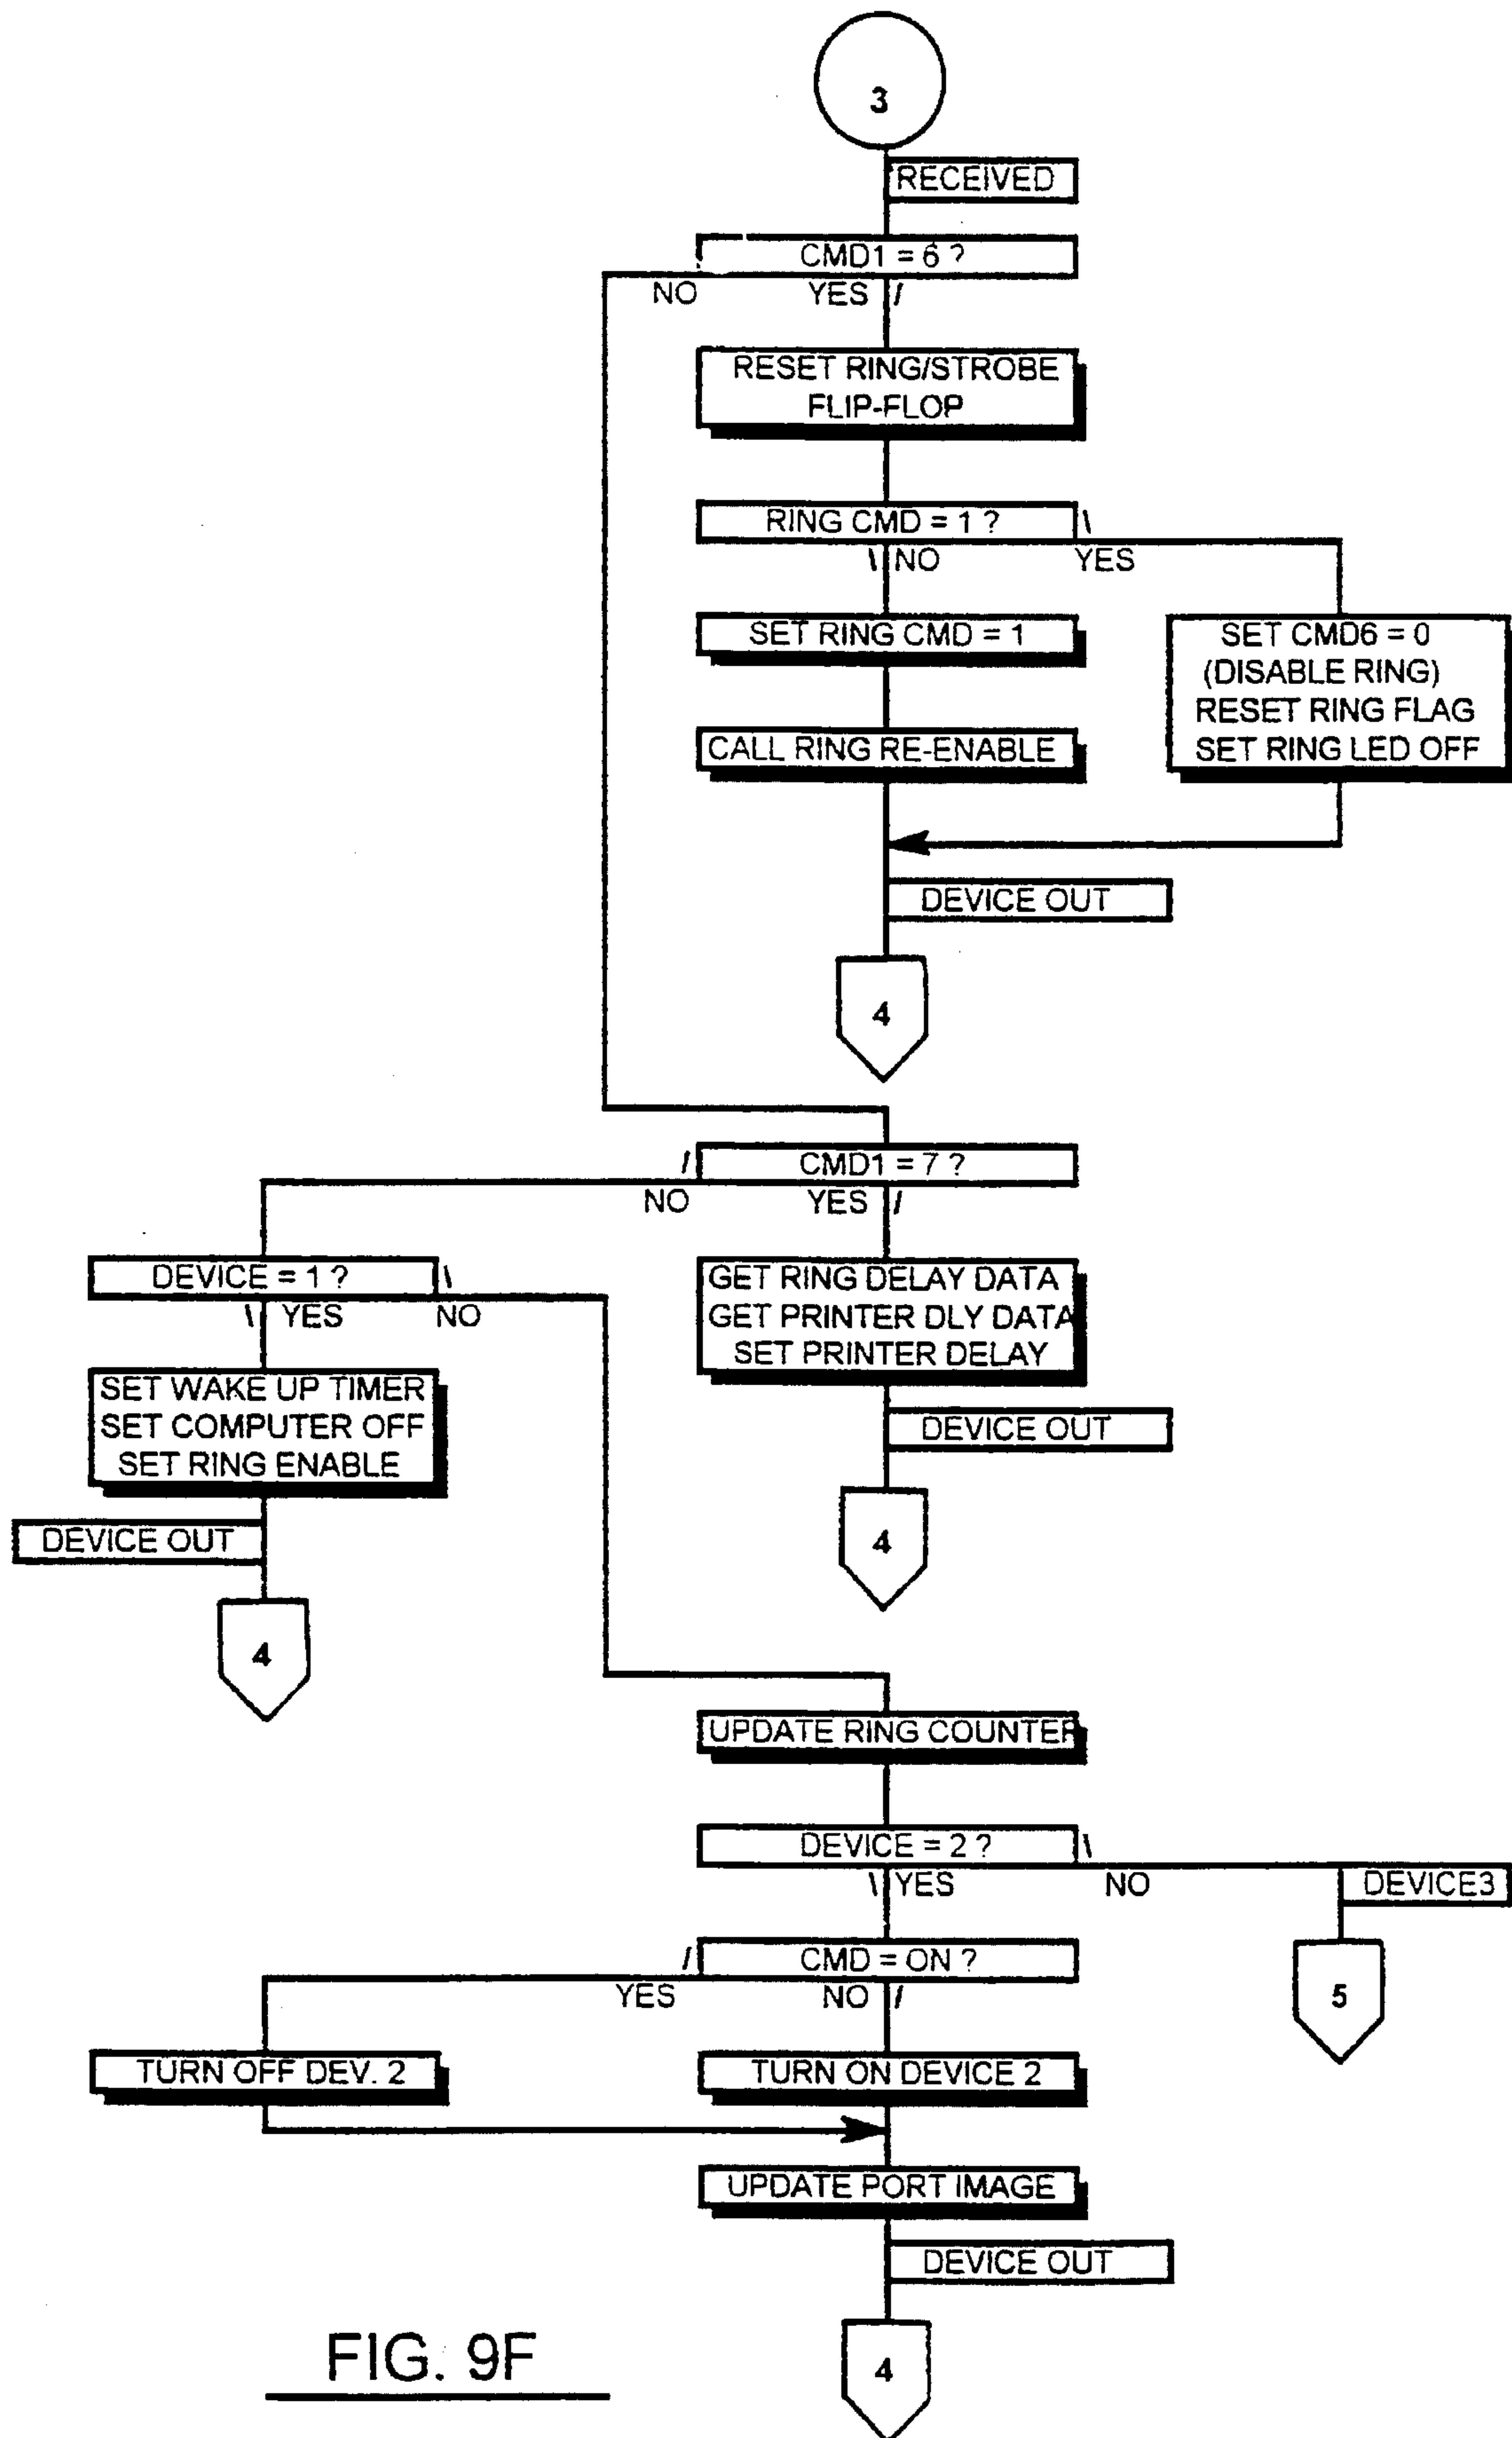 3
RECEIVED
CMD1 = 6 ?
NO YES /
RESET RING/STROBE
FLIP-FLOP
RING CMD = 1 ? \
\ NO YES
SET RING CMD = 1
SET CMD6 = 0
(DISABLE RING)
RESET RING FLAG
SET RING LED OFF
CALL RING RE-ENABLE
DEVICE OUT
4
/ CMD1 = 7 ?
NO YES /
DEVICE = 1 ? \
\ YES NO
GET RING DELAY DATA
GET PRINTER DLY DATA
SET PRINTER DELAY
SET WAKE UP TIMER
SET COMPUTER OFF
SET RING ENABLE
DEVICE OUT
4
DEVICE OUT
4
UPDATE RING COUNTER
DEVICE = 2 ? \
\ YES NO
DEVICE3
5
/ CMD = ON ?
YES NO /
TURN OFF DEV. 2
TURN ON DEVICE 2
UPDATE PORT IMAGE
DEVICE OUT
4
FIG. 9F